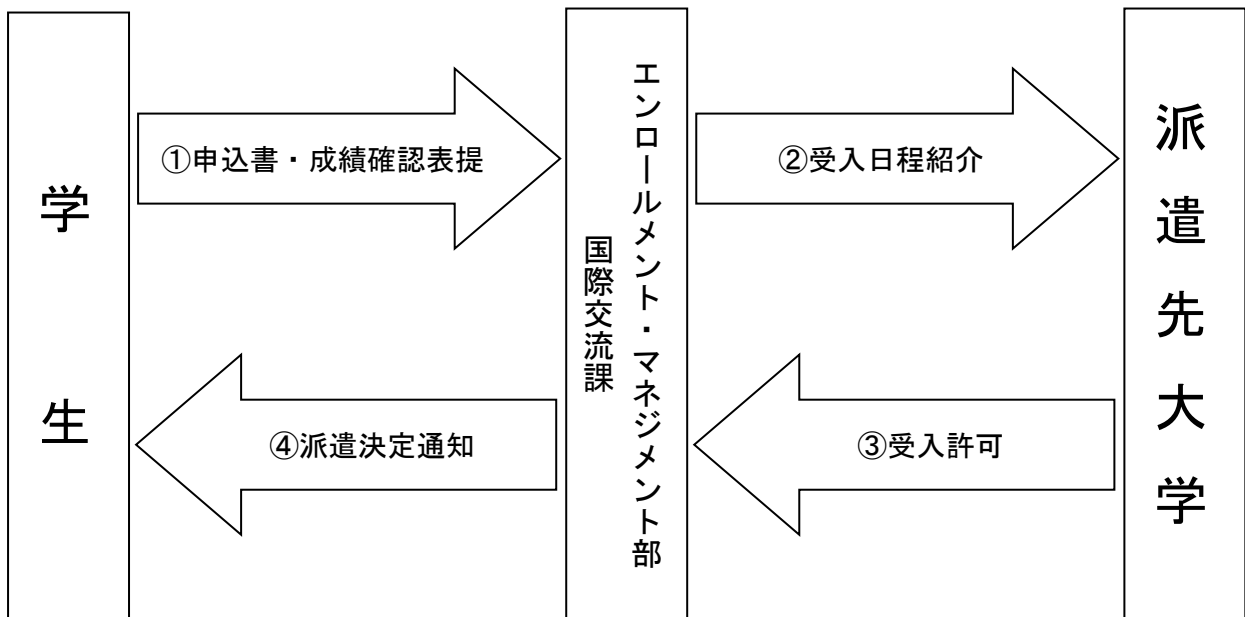 学生
①申込書・成績確認表提
エンロールメント・マネジメント部
国際交流課
②受入日程紹介
派遣先大学
④派遣決定通知
③受入許可